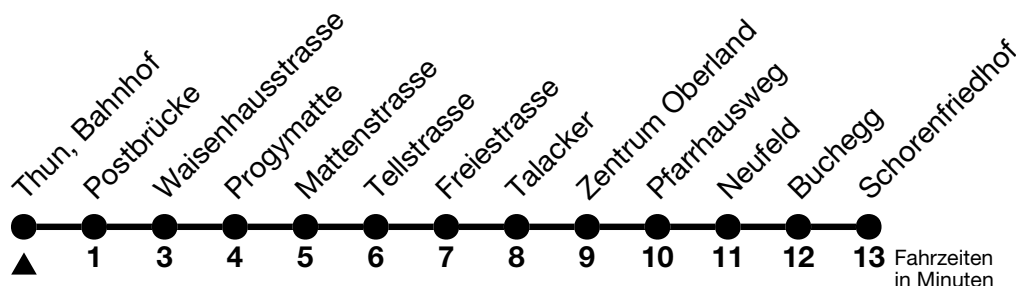 Thun, Bahnhof
Postbrücke
Waisenhausstrasse
Progymatte
Mattenstrasse
Tellstrasse
Freiestrasse
Talacker
Zentrum Oberland
Pfarrhausweg
Neufeld
Buchegg
Schorenfriedhof
1 3 4 5 6 7 8 9 10 11 12 13 Fahrzeiten
in Minuten